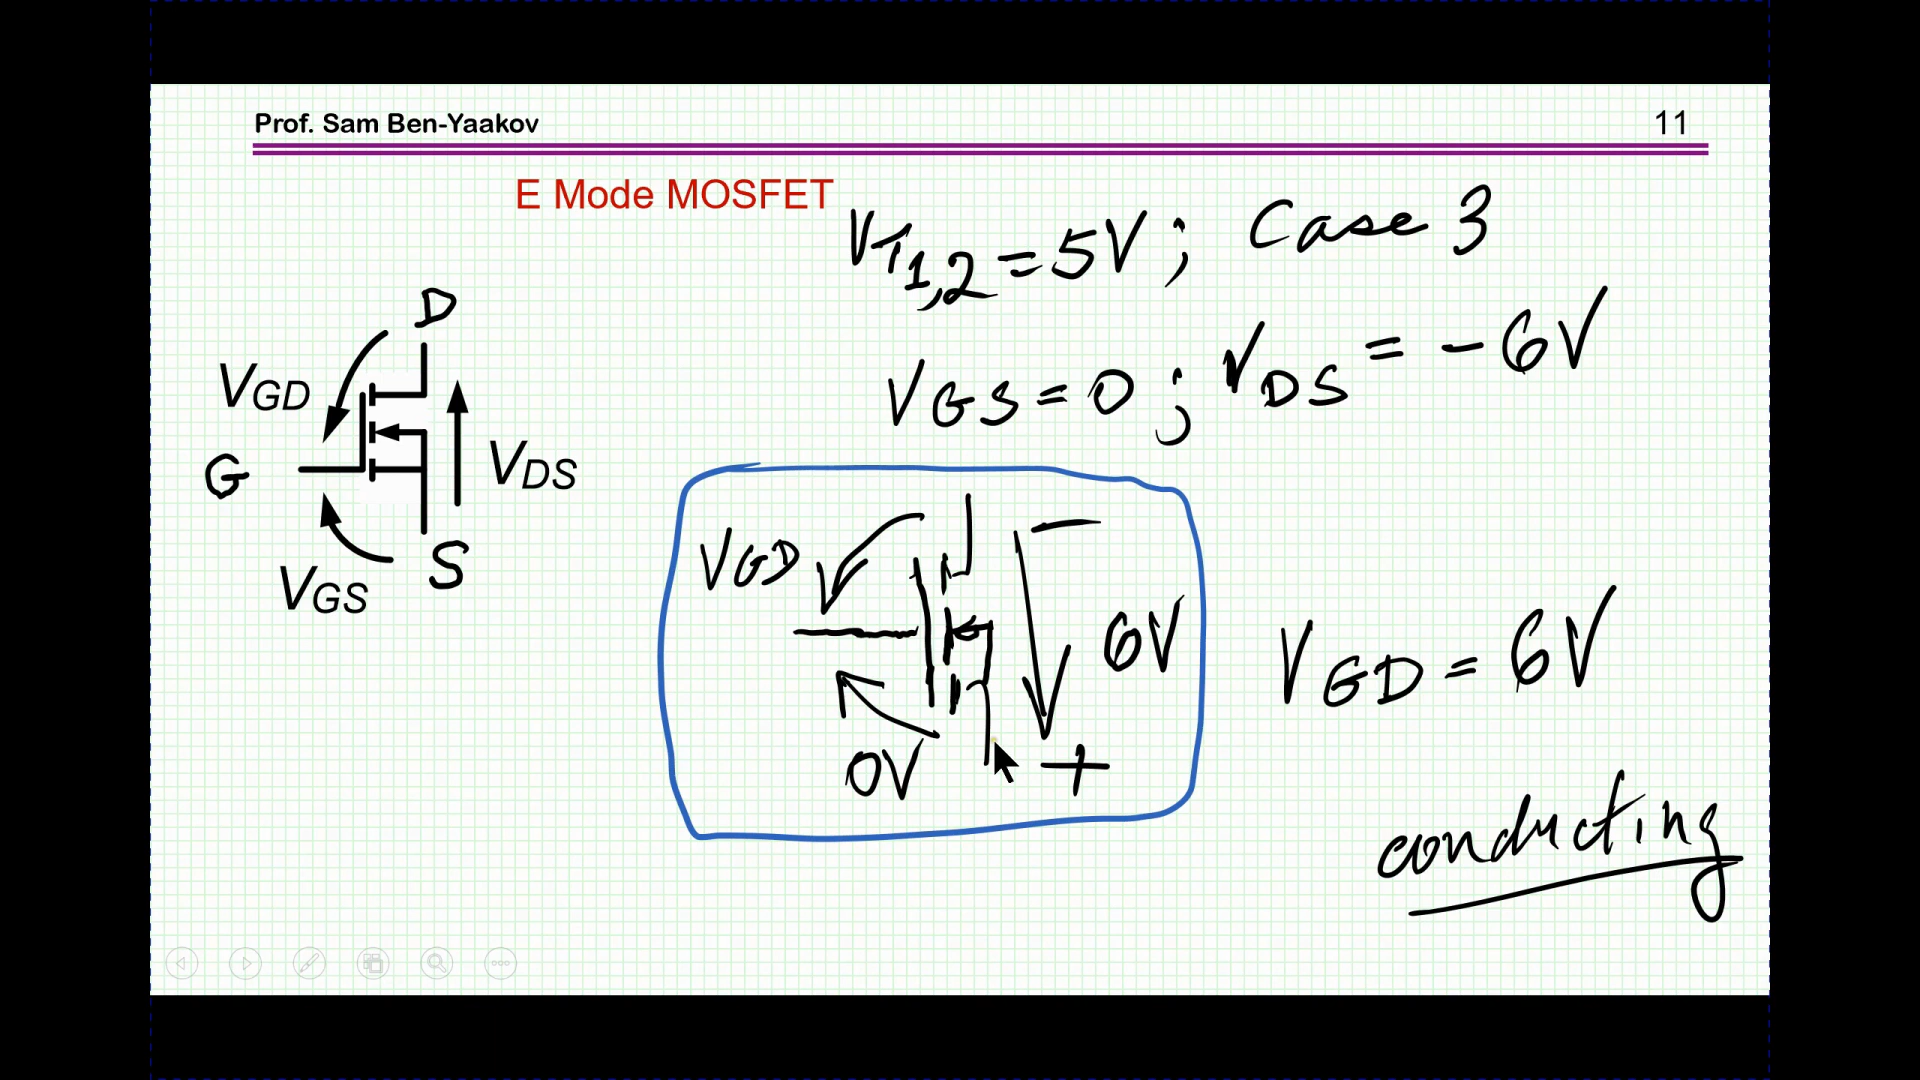 Prof. Sam Ben-Yaakov 11
E Mode MOSFET
VT1,2 = 5V; Case 3
VGS = 0; VDS = -6V
D
VGD
G
VDS
S
VGS
VGD
−
6V
0V
+
VGD = 6V
conducting